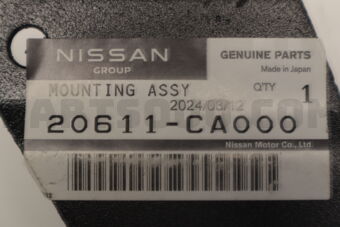 NISSAN
GROUP
GENUINE PARTS
Made in Japan
MOUNTING ASSY
Q'TY 1
2024/03/12
20611-CA000
Nissan Motor Co., Ltd.